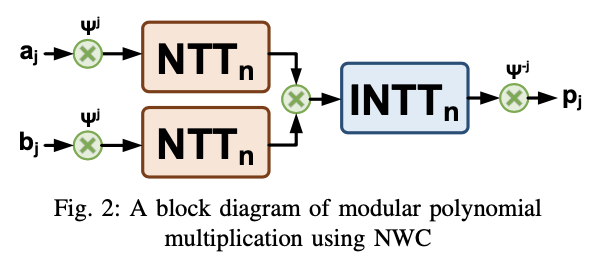 ψʲ
aⱼ
NTTₙ
ψʲ
bⱼ
NTTₙ
INTTₙ
ψ⁻ʲ
pⱼ
Fig. 2: A block diagram of modular polynomial
multiplication using NWC